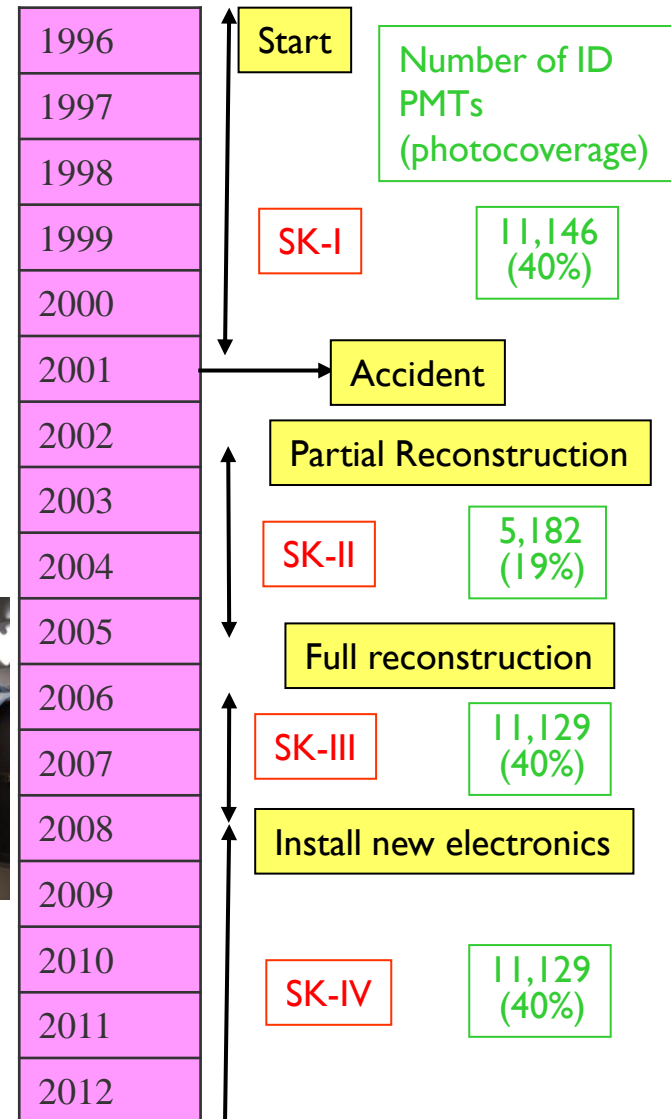 1996
Start
Number of ID
PMTs
(photocoverage)
1997
1998
1999
SK-I
11,146
(40%)
2000
2001
Accident
2002
Partial Reconstruction
2003
2004
SK-II
5,182
(19%)
2005
Full reconstruction
2006
2007
SK-III
11,129
(40%)
2008
Install new electronics
2009
2010
SK-IV
11,129
(40%)
2011
2012